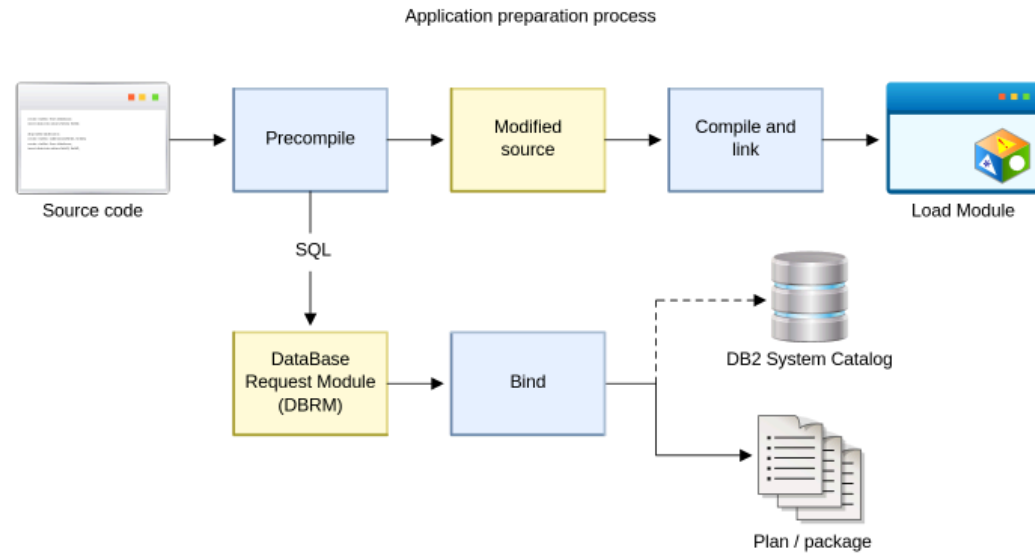 Application preparation process
Precompile
Modified
source
Compile and
link
Source code
Load Module
SQL
DataBase
Request Module
(DBRM)
Bind
DB2 System Catalog
Plan / package